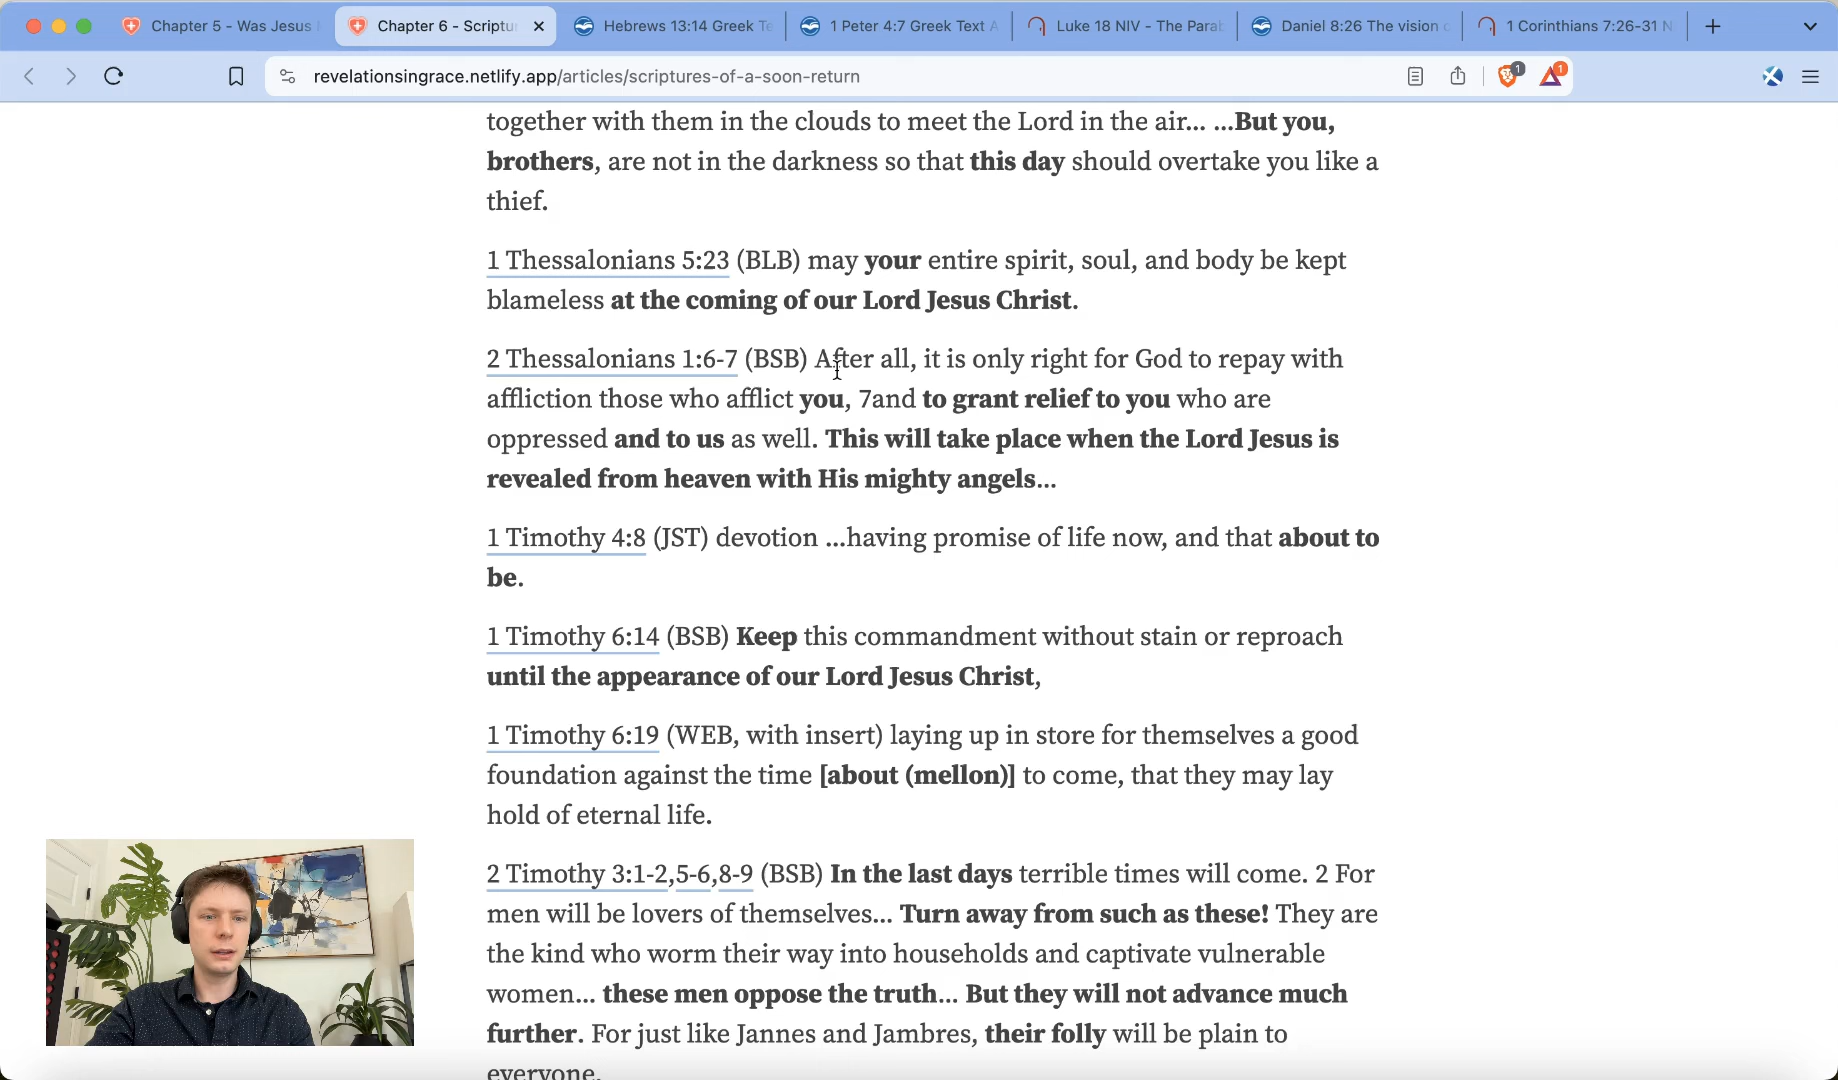 Chapter 5 - Was Jesus
Chapter 6 - Scriptu
Hebrews 13:14 Greek Te
1 Peter 4:7 Greek Text A
Luke 18 NIV - The Parab
Daniel 8:26 The vision o
1 Corinthians 7:26-31 N
revelationsingrace.netlify.app/articles/scriptures-of-a-soon-return
1
1
together with them in the clouds to meet the Lord in the air... ...But you,
brothers, are not in the darkness so that this day should overtake you like a
thief.
1 Thessalonians 5:23 (BLB) may your entire spirit, soul, and body be kept
blameless at the coming of our Lord Jesus Christ.
2 Thessalonians 1:6-7 (BSB) After all, it is only right for God to repay with
affliction those who afflict you, 7and to grant relief to you who are
oppressed and to us as well. This will take place when the Lord Jesus is
revealed from heaven with His mighty angels...
1 Timothy 4:8 (JST) devotion ...having promise of life now, and that about to
be.
1 Timothy 6:14 (BSB) Keep this commandment without stain or reproach
until the appearance of our Lord Jesus Christ,
1 Timothy 6:19 (WEB, with insert) laying up in store for themselves a good
foundation against the time [about (mellon)] to come, that they may lay
hold of eternal life.
2 Timothy 3:1-2,5-6,8-9 (BSB) In the last days terrible times will come. 2 For
men will be lovers of themselves... Turn away from such as these! They are
the kind who worm their way into households and captivate vulnerable
women... these men oppose the truth... But they will not advance much
further. For just like Jannes and Jambres, their folly will be plain to
everyone.